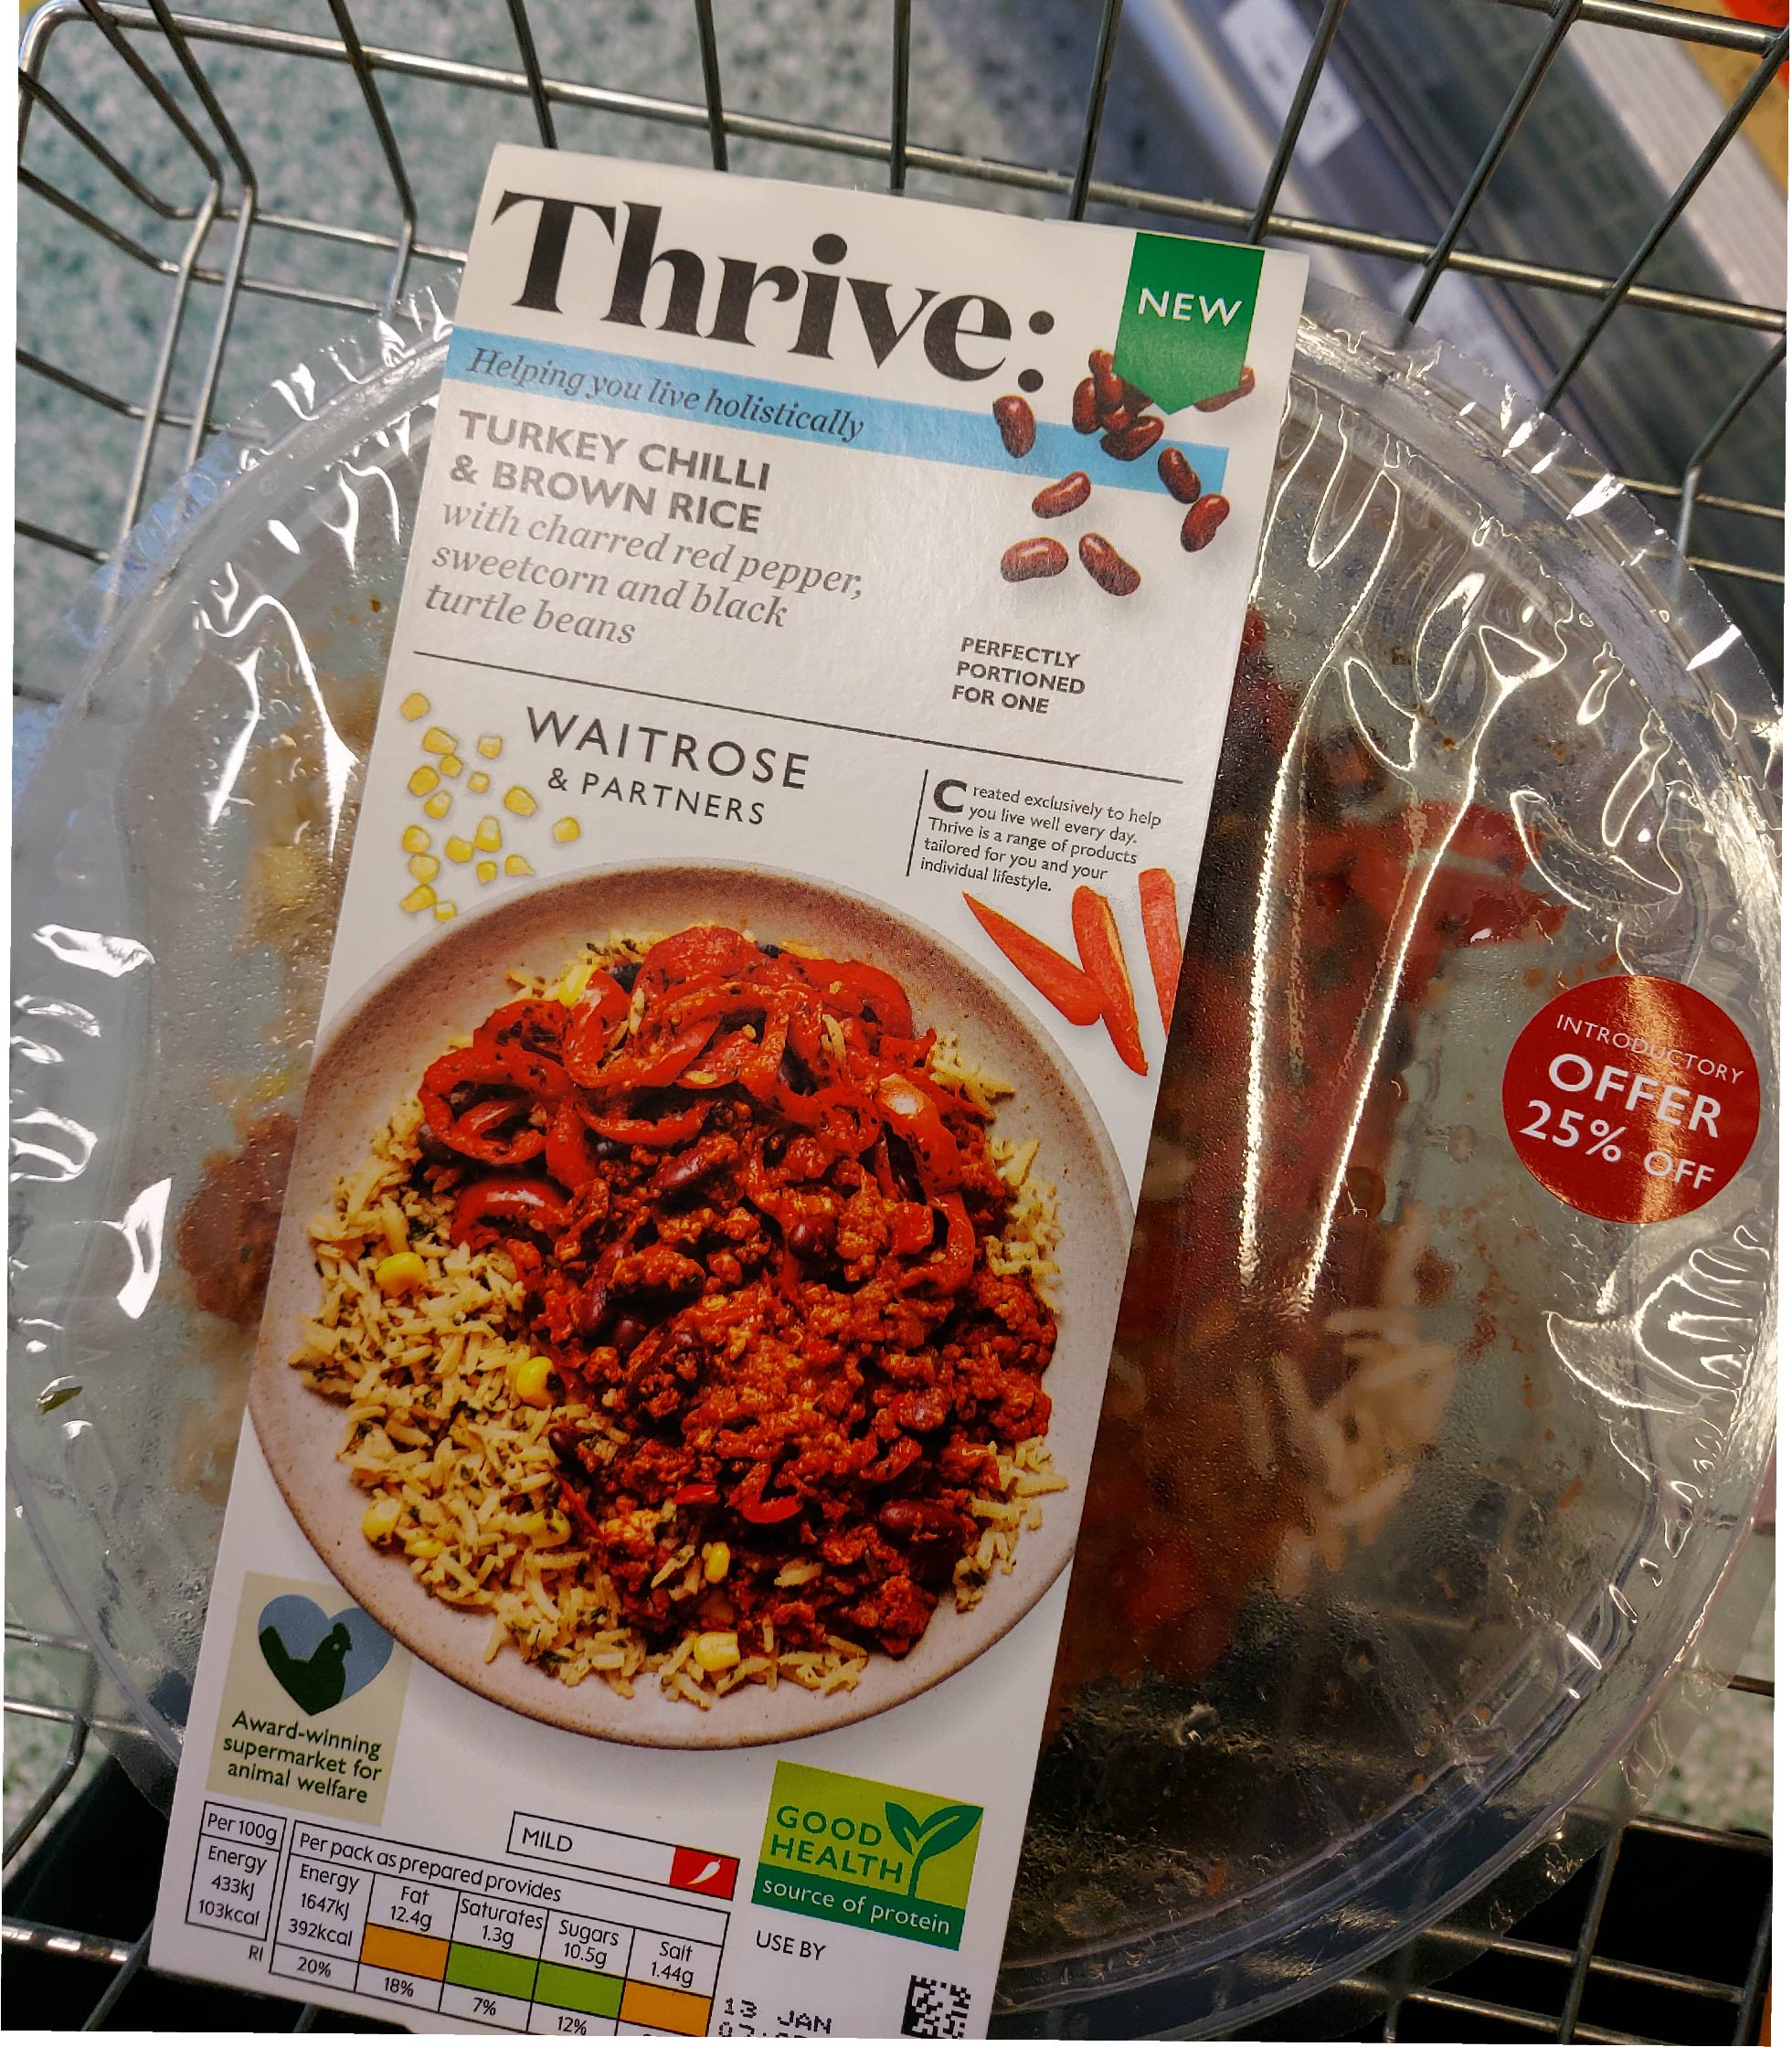 Thrive:
NEW
Helping you live holistically
TURKEY CHILLI
& BROWN RICE
with charred red pepper,
sweetcorn and black
turtle beans
PERFECTLY
PORTIONED
FOR ONE
WAITROSE
& PARTNERS
Created exclusively to help
you live well every day.
Thrive is a range of products
tailored for you and your
individual lifestyle.
INTRODUCTORY
OFFER
25% OFF
Award-winning
supermarket for
animal welfare
MILD
GOOD
HEALTH
source of protein
Per 100g
Energy
433kJ
103kcal
RI
Per pack as prepared provides
Energy
1647kJ
392kcal
20%
Fat
12.4g
18%
Saturates
1.3g
7%
Sugars
10.5g
12%
Salt
1.44g
USE BY
13 JAN